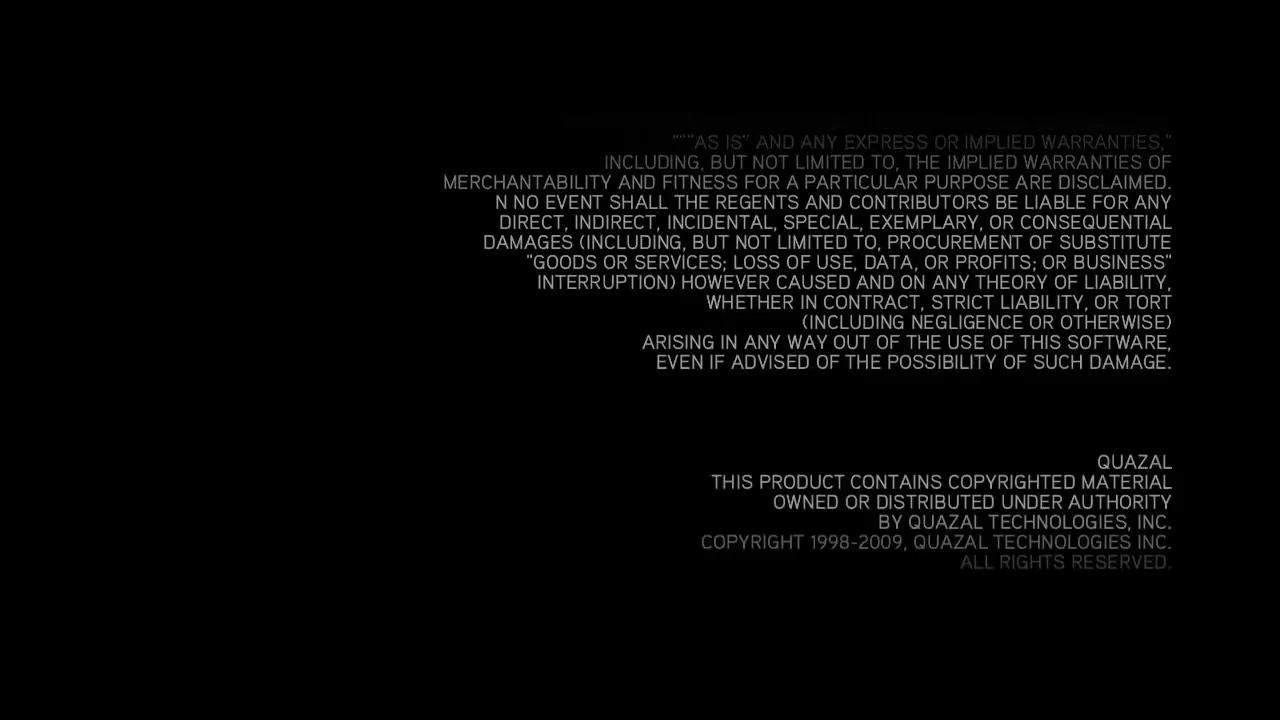 """AS IS" AND ANY EXPRESS OR IMPLIED WARRANTIES,"
INCLUDING, BUT NOT LIMITED TO, THE IMPLIED WARRANTIES OF
MERCHANTABILITY AND FITNESS FOR A PARTICULAR PURPOSE ARE DISCLAIMED.
N NO EVENT SHALL THE REGENTS AND CONTRIBUTORS BE LIABLE FOR ANY
DIRECT, INDIRECT, INCIDENTAL, SPECIAL, EXEMPLARY, OR CONSEQUENTIAL
DAMAGES (INCLUDING, BUT NOT LIMITED TO, PROCUREMENT OF SUBSTITUTE
"GOODS OR SERVICES; LOSS OF USE, DATA, OR PROFITS; OR BUSINESS"
INTERRUPTION) HOWEVER CAUSED AND ON ANY THEORY OF LIABILITY,
WHETHER IN CONTRACT, STRICT LIABILITY, OR TORT
(INCLUDING NEGLIGENCE OR OTHERWISE)
ARISING IN ANY WAY OUT OF THE USE OF THIS SOFTWARE,
EVEN IF ADVISED OF THE POSSIBILITY OF SUCH DAMAGE.
QUAZAL
THIS PRODUCT CONTAINS COPYRIGHTED MATERIAL
OWNED OR DISTRIBUTED UNDER AUTHORITY
BY QUAZAL TECHNOLOGIES, INC.
COPYRIGHT 1998-2009, QUAZAL TECHNOLOGIES INC.
ALL RIGHTS RESERVED.